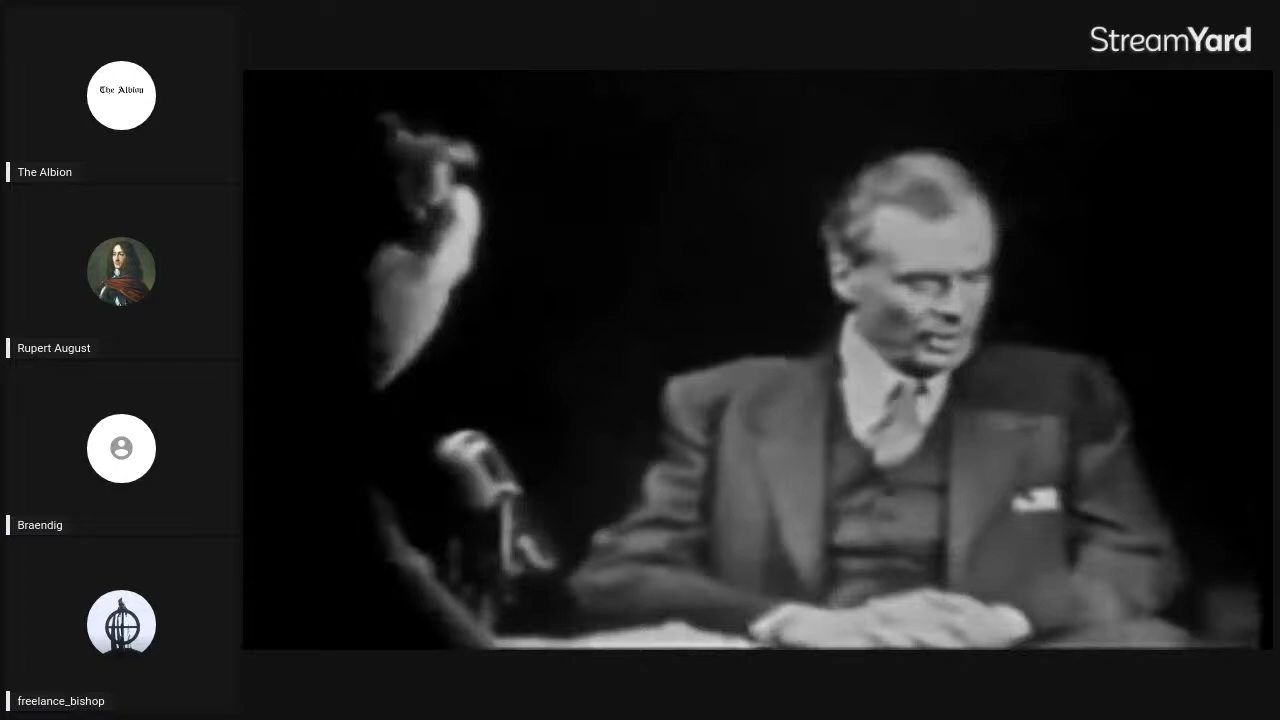 StreamYard
The Albion
The Albion
Rupert August
Braendig
freelance_bishop